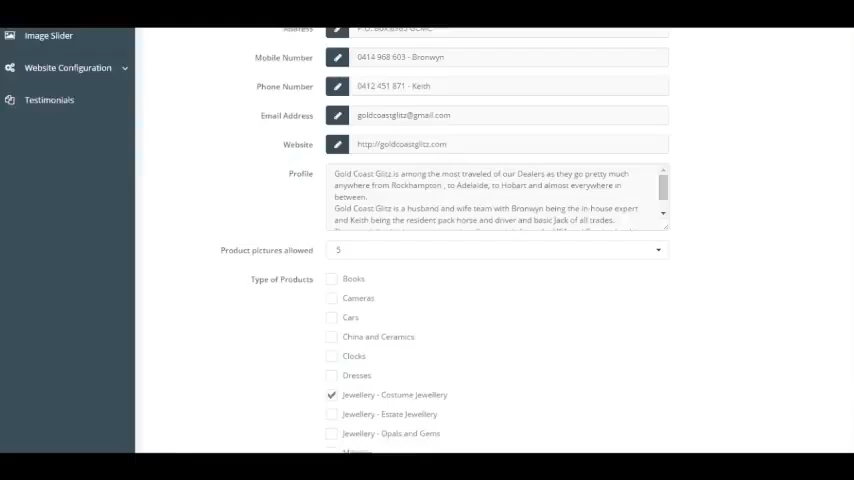 Image Slider
Address
Website Configuration
Mobile Number 0414 968 603 - Bronwyn
Phone Number 0412 451 871 - Keith
Testimonials
Email Address goldcoastglitz@gmail.com
Website http://goldcoastglitz.com
Profile Gold Coast Glitz is among the most traveled of our Dealers as they go pretty much
anywhere from Rockhampton , to Adelaide, to Hobart and almost everywhere in
between.
Gold Coast Glitz is a husband and wife team with Bronwyn being the in-house expert
and Keith being the resident pack horse and driver and basic Jack of all trades.
Product pictures allowed 5
Type of Products Books
Cameras
Cars
China and Ceramics
Clocks
Dresses
Jewellery - Costume Jewellery
Jewellery - Estate Jewellery
Jewellery - Opals and Gems